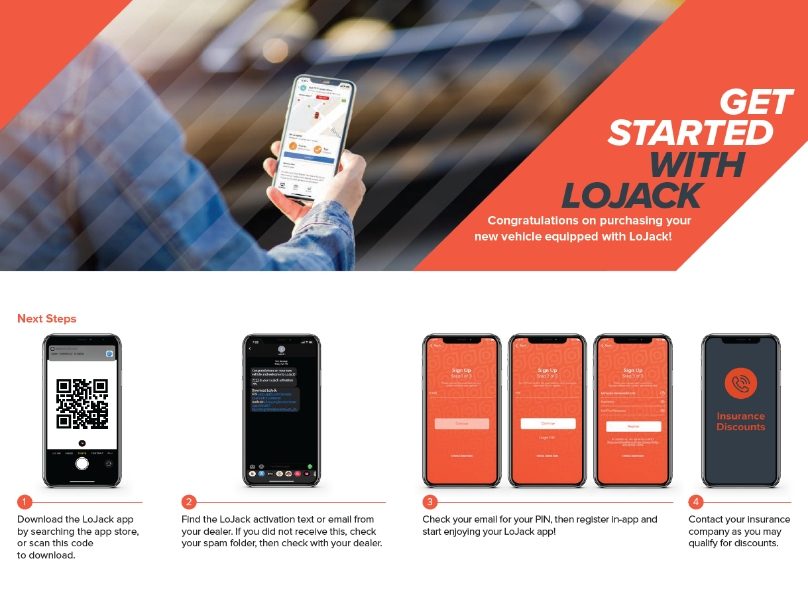 GET
STARTED
WITH
LOJACK
Congratulations on purchasing your
new vehicle equipped with LoJack!
Next Steps
Sign Up
Sign Up
Sign Up
Insurance
Discounts
1
2
3
4
Download the LoJack app
by searching the app store,
or scan this code
to download.
Find the LoJack activation text or email from
your dealer. If you did not receive this, check
your spam folder, then check with your dealer.
Check your email for your PIN, then register in-app and
start enjoying your LoJack app!
Contact your insurance
company as you may
qualify for discounts.